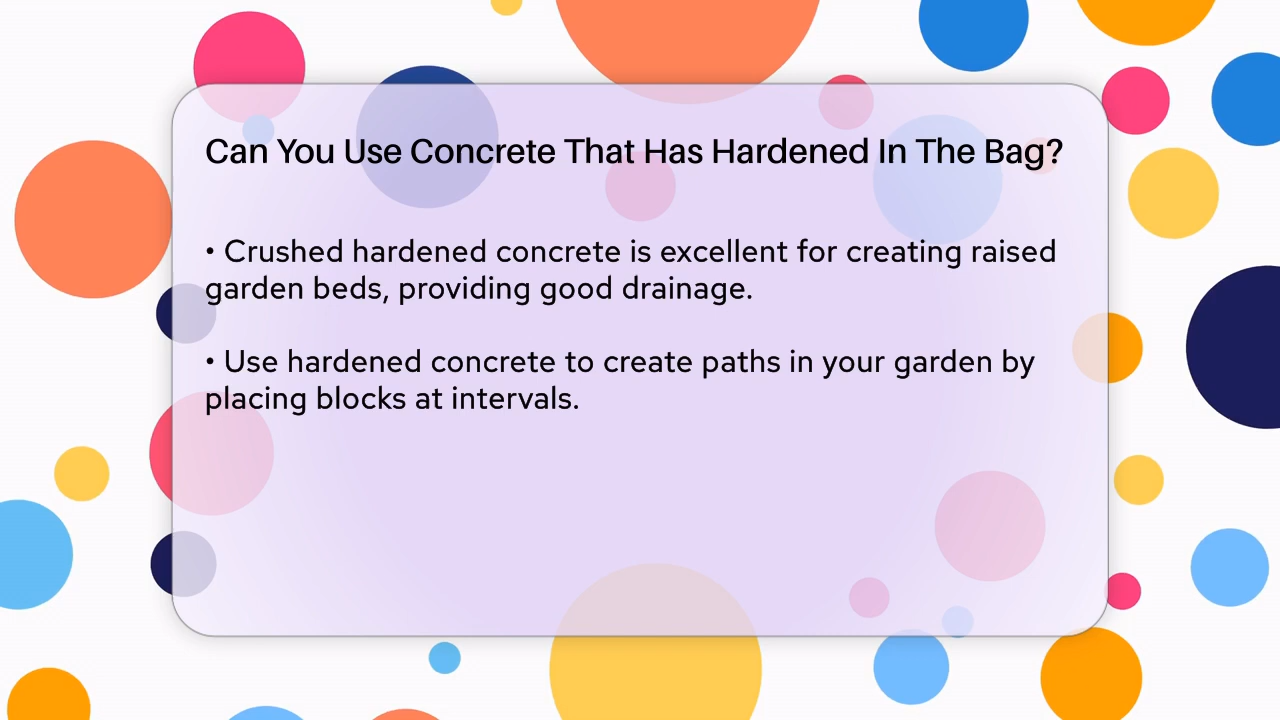 Can You Use Concrete That Has Hardened In The Bag?
• Crushed hardened concrete is excellent for creating raised
garden beds, providing good drainage.
• Use hardened concrete to create paths in your garden by
placing blocks at intervals.